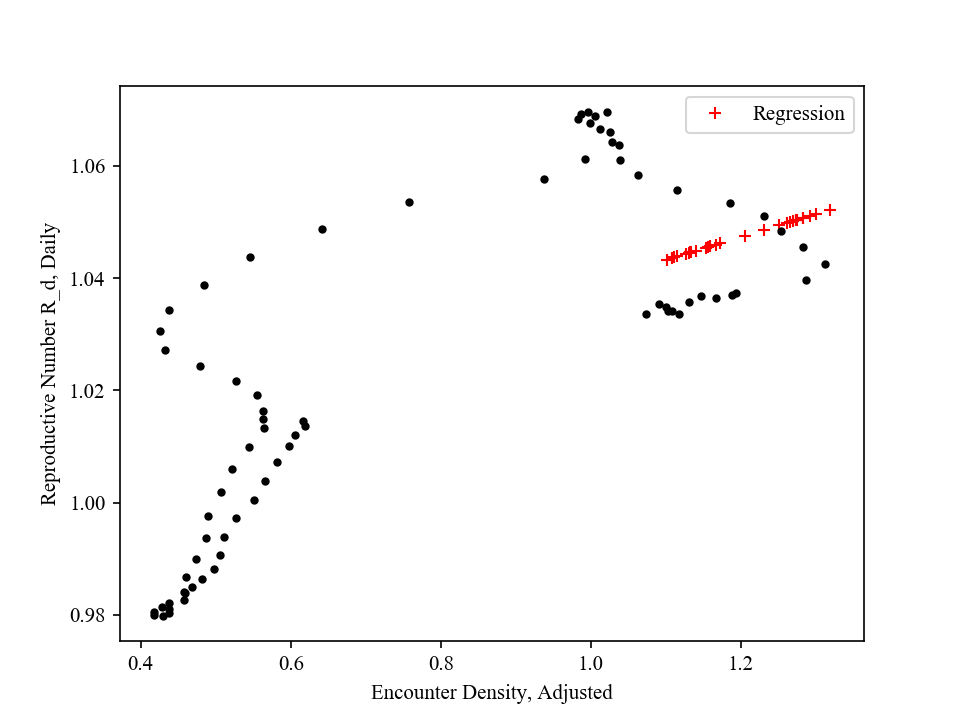 Regression
1.06
1.04
1.02
1.00
0.98
Reproductive Number R_d, Daily
0.4 0.6 0.8 1.0 1.2
Encounter Density, Adjusted